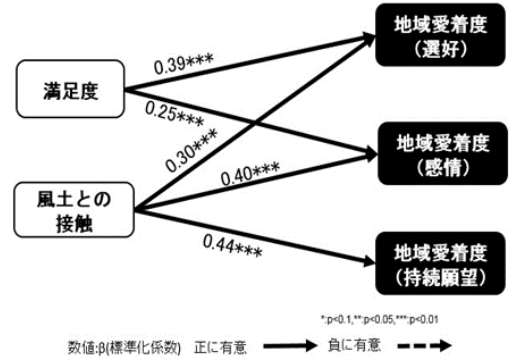 満足度
風土との
接触
0.39***
0.25***
0.30***
0.40***
0.44***
地域愛着度
(選好)
地域愛着度
(感情)
地域愛着度
(持続願望)
*:p<0.1,**:p<0.05,***:p<0.01
数値:β(標準化係数) 正に有意 負に有意